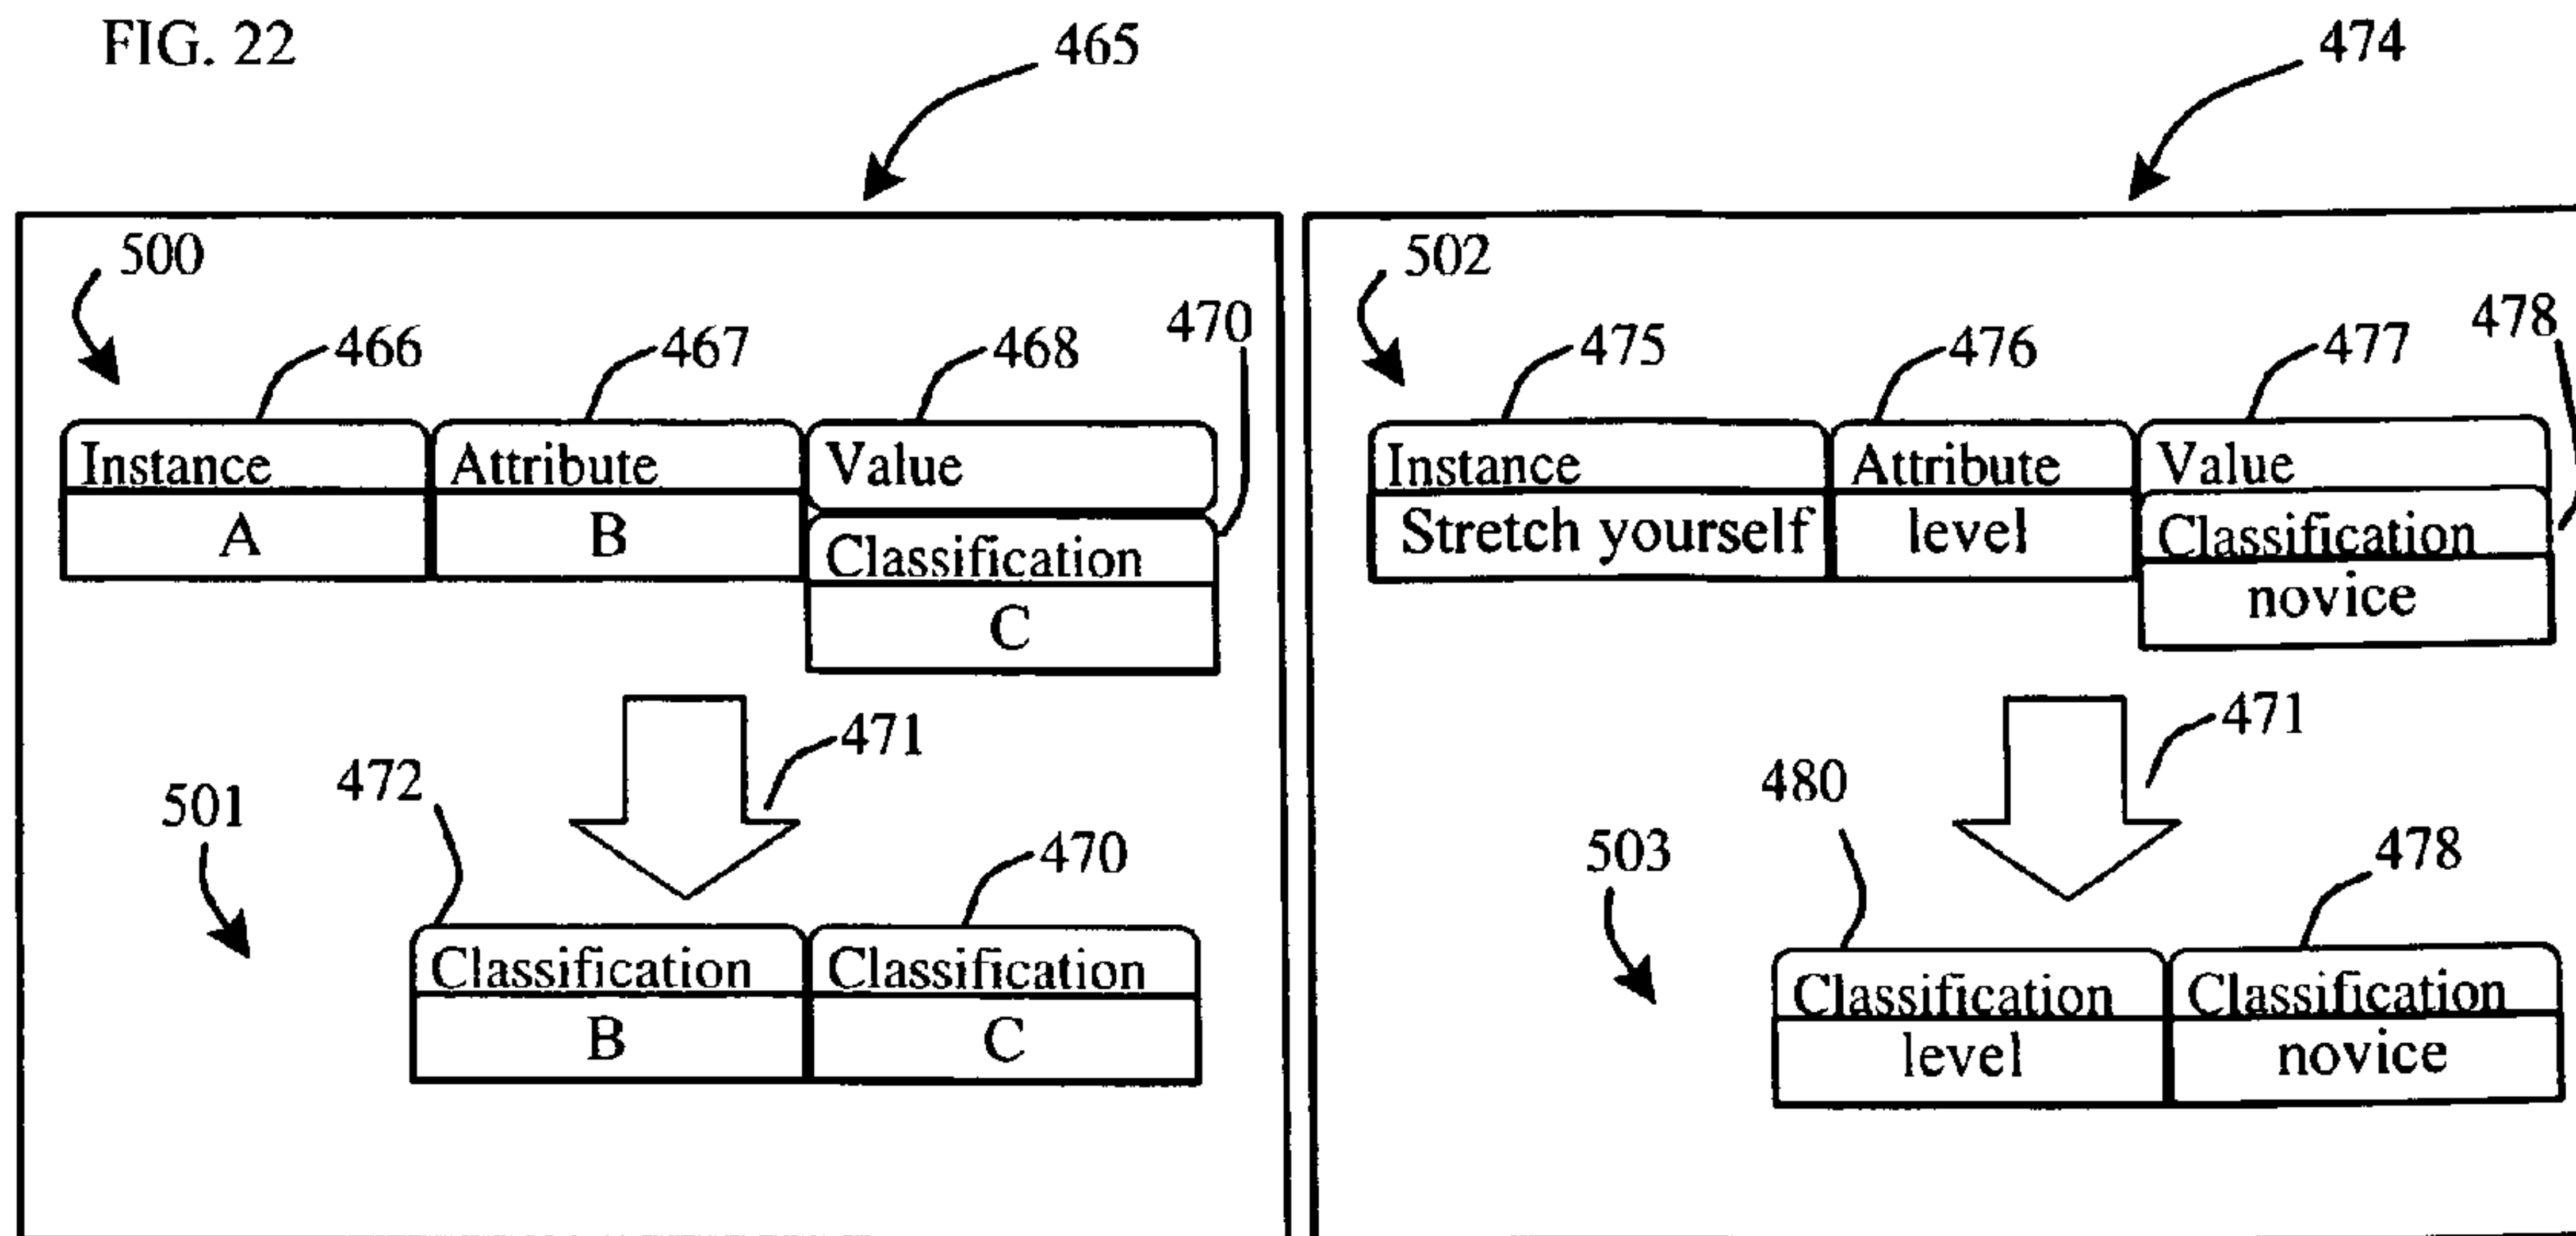 FIG. 22
465
474
500
502
466
467
468
470
475
476
477
478
Instance Attribute Value
A B
Classification
C
Instance Attribute Value
Stretch yourself level
Classification
novice
471
472
501
470
471
480
503
478
Classification Classification
B C
Classification Classification
level novice